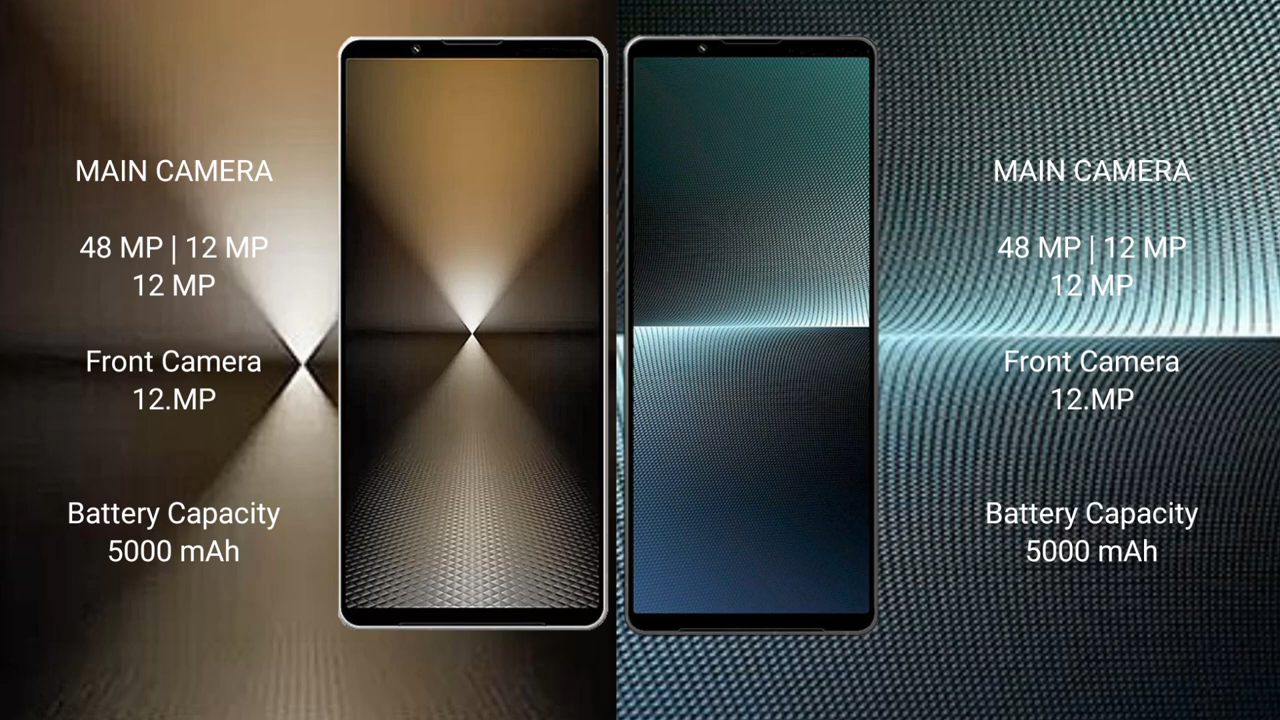 MAIN CAMERA
48 MP | 12 MP
12 MP
Front Camera
12.MP
Battery Capacity
5000 mAh
MAIN CAMERA
48 MP | 12 MP
12 MP
Front Camera
12.MP
Battery Capacity
5000 mAh